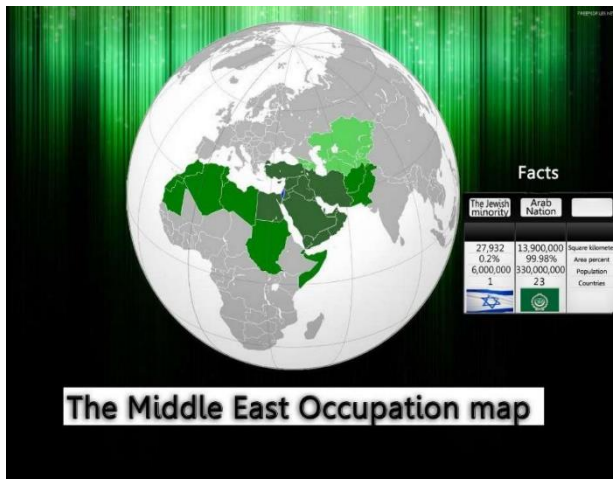 Facts
The Jewish minority
Arab Nation
27,932 13,900,000 Square kilometer
0.2% 99.98% Area percent
6,000,000 330,000,000 Population
1 23 Countries
The Middle East Occupation map